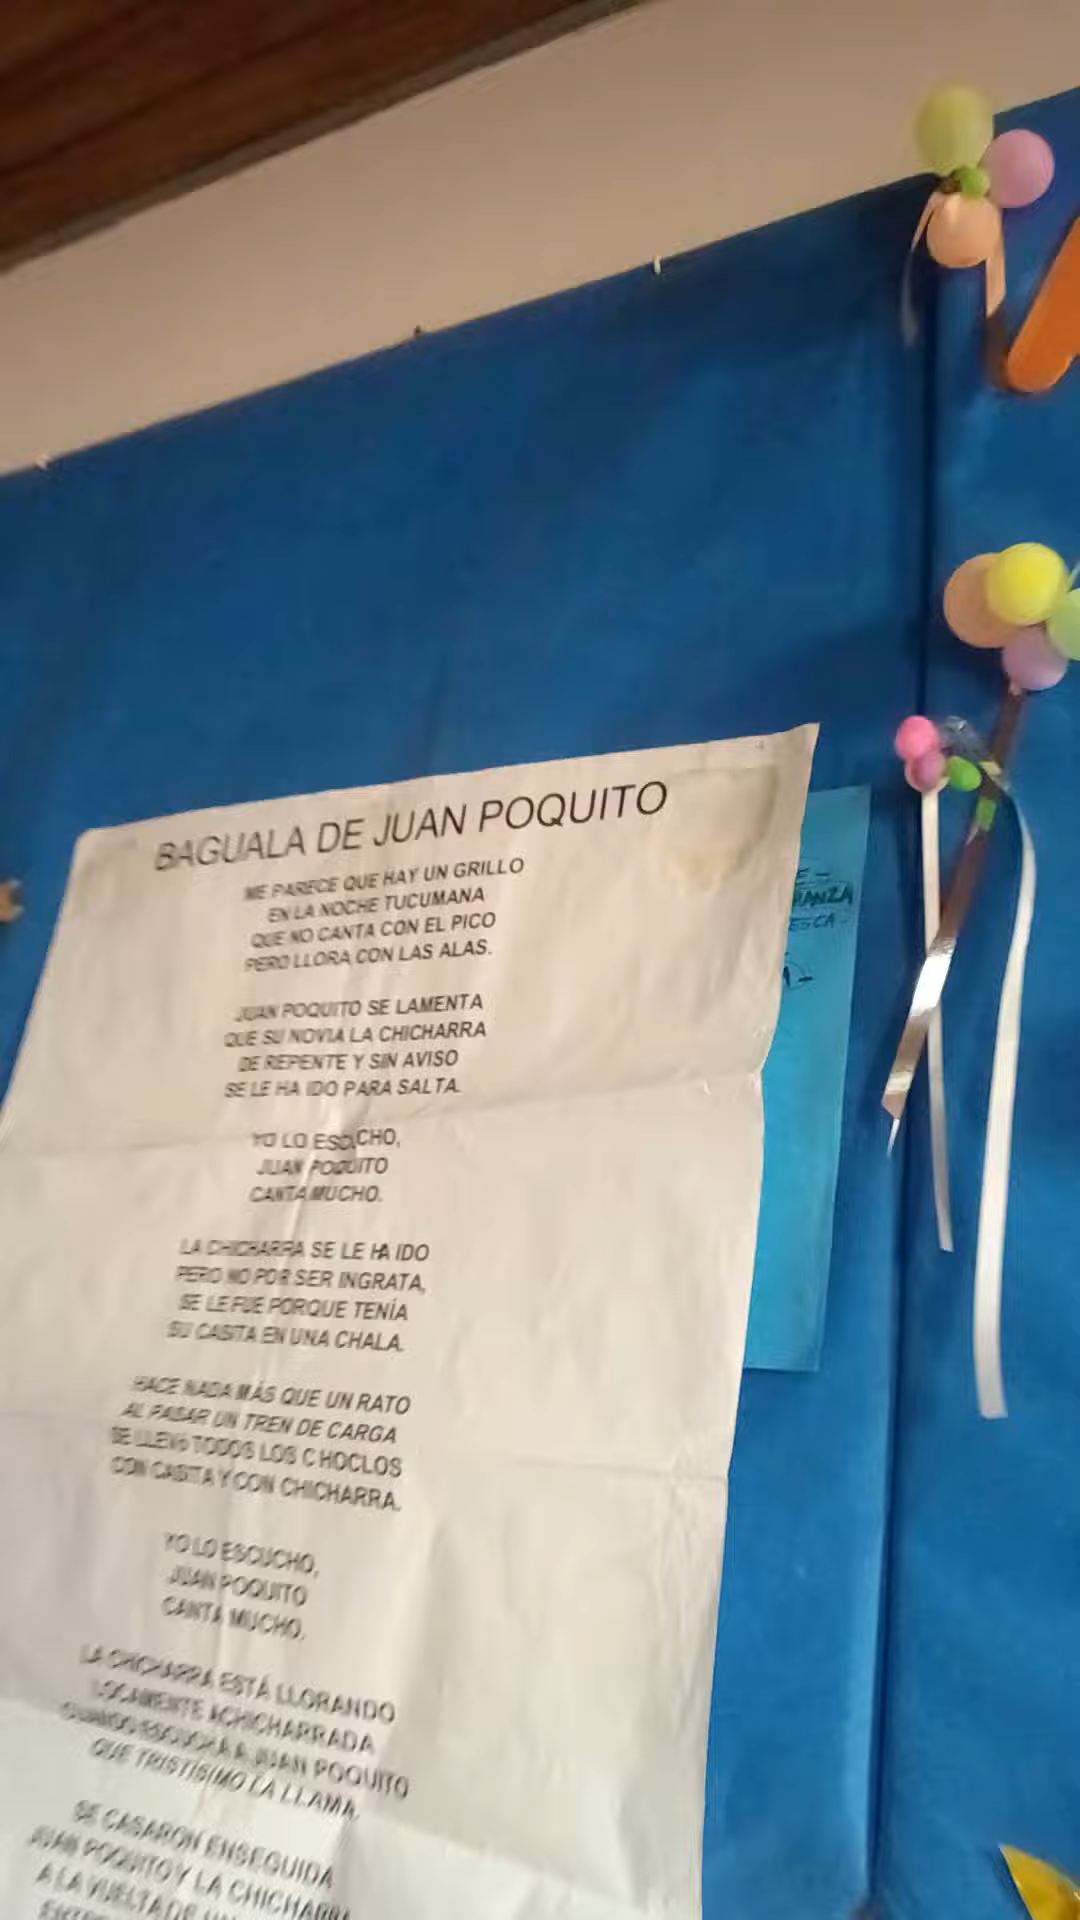 BAGUALA DE JUAN POQUITO
ME PARECE QUE HAY UN GRILLO
EN LA NOCHE TUCUMANA
QUE NO CANTA CON EL PICO
PERO LLORA CON LAS ALAS.
JUAN POQUITO SE LAMENTA
QUE SU NOVIA LA CHICHARRA
DE REPENTE Y SIN AVISO
SE LE HA IDO PARA SALTA.
YO LO ESCUCHO,
JUAN POQUITO
CANTA MUCHO.
LA CHICHARRA SE LE HA IDO
PERO NO POR SER INGRATA,
SE LE FUE PORQUE TENÍA
SU CASITA EN UNA CHALA.
HACE NADA MÁS QUE UN RATO
AL PASAR UN TREN DE CARGA
SE LLEVÓ TODOS LOS CHOCLOS
CON CASITA Y CON CHICHARRA.
YO LO ESCUCHO,
JUAN POQUITO
CANTA MUCHO.
LA CHICHARRA ESTÁ LLORANDO
LOCAMENTE ACHICHARRADA
CUANDO ESCUCHA A JUAN POQUITO
QUE TRISTÍSIMO LA LLAMA.
SE CASARON ENSEGUIDA
JUAN POQUITO Y LA CHICHARR
A LA VUELTA DE
ESCA